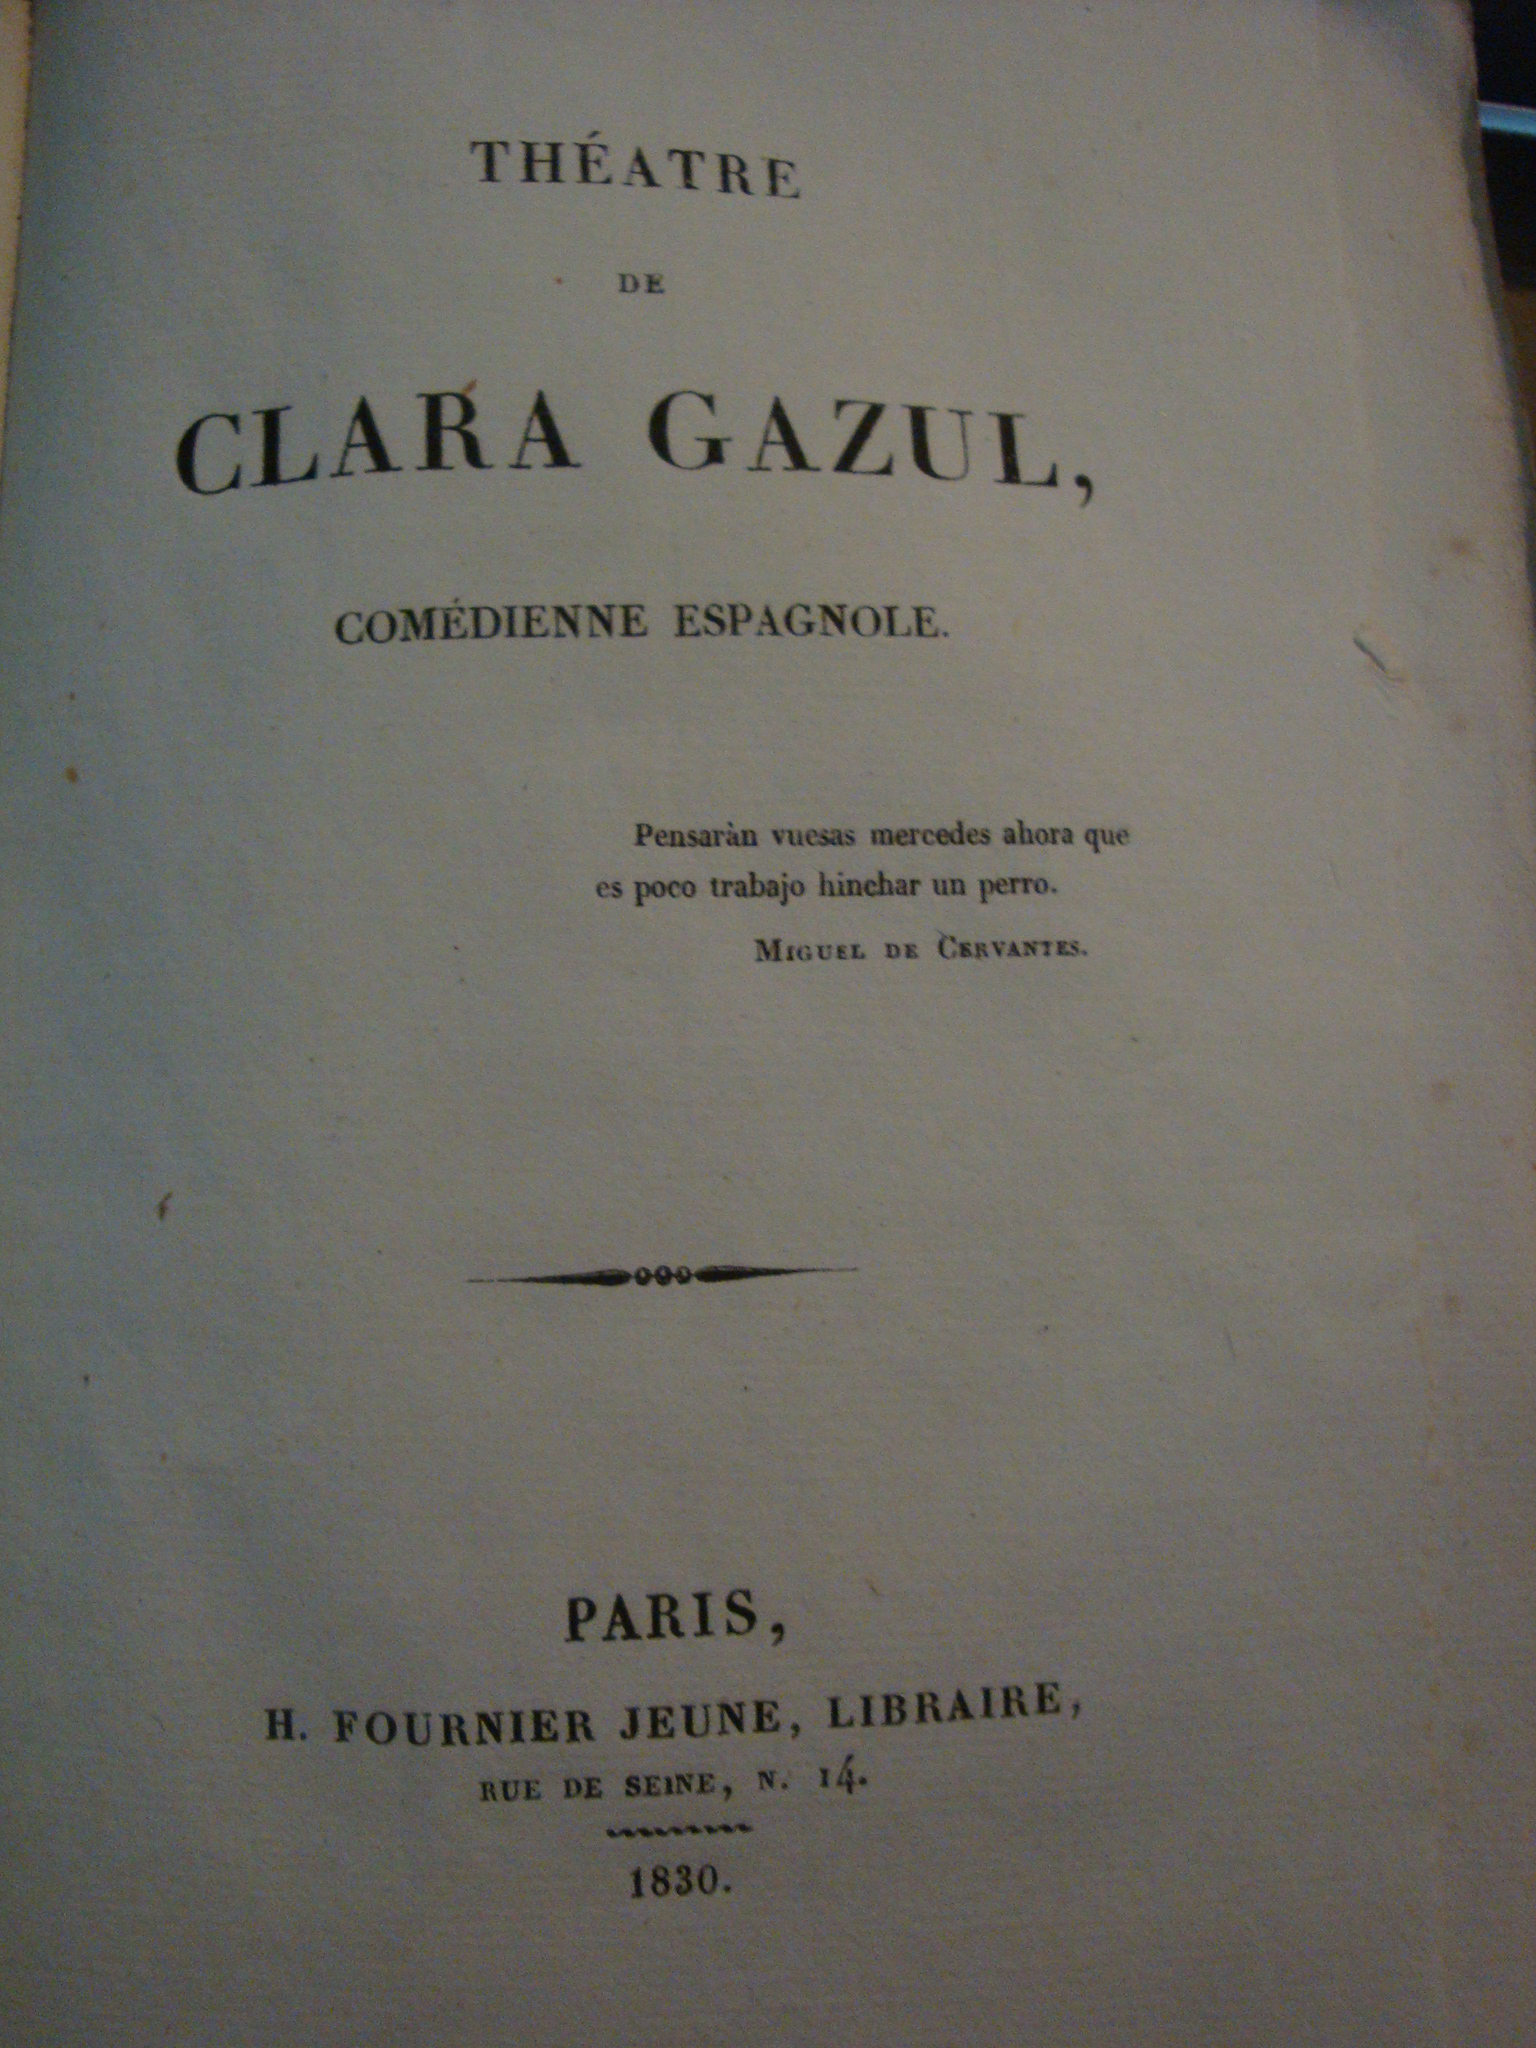 THÉATRE
DE
CLARA GAZUL,
COMÉDIENNE ESPAGNOLE.
Pensaràn vuesas mercedes ahora que
es poco trabajo hinchar un perro.
MIGUEL DE CERVANTES.
PARIS,
H. FOURNIER JEUNE, LIBRAIRE,
RUE DE SEINE, N. 14.
1830.